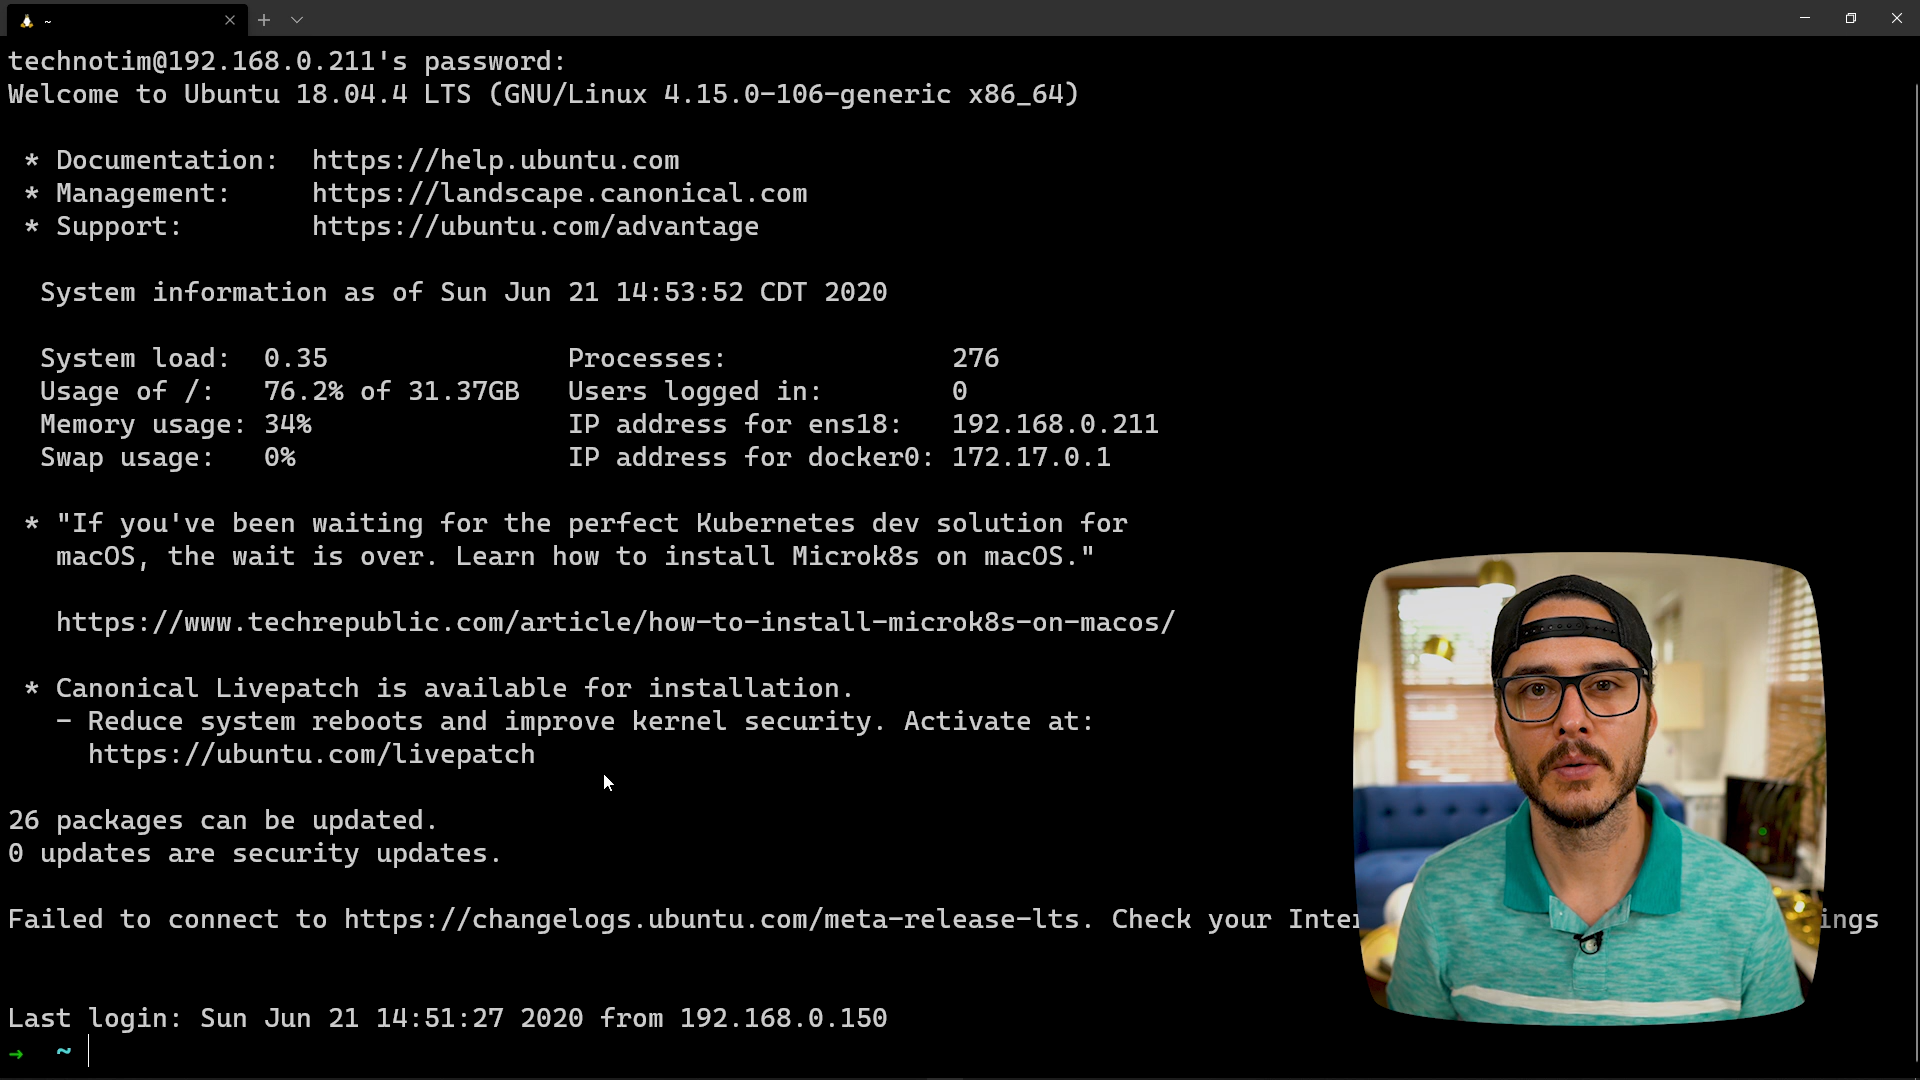 ~
technotim@192.168.0.211's password:
Welcome to Ubuntu 18.04.4 LTS (GNU/Linux 4.15.0-106-generic x86_64)
* Documentation:  https://help.ubuntu.com
* Management:     https://landscape.canonical.com
* Support:        https://ubuntu.com/advantage
System information as of Sun Jun 21 14:53:52 CDT 2020
System load:  0.35               Processes:              276
Usage of /:   76.2% of 31.37GB   Users logged in:        0
Memory usage: 34%                IP address for ens18:   192.168.0.211
Swap usage:   0%                 IP address for docker0: 172.17.0.1
* "If you've been waiting for the perfect Kubernetes dev solution for
macOS, the wait is over. Learn how to install Microk8s on macOS."
https://www.techrepublic.com/article/how-to-install-microk8s-on-macos/
* Canonical Livepatch is available for installation.
- Reduce system reboots and improve kernel security. Activate at:
https://ubuntu.com/livepatch
26 packages can be updated.
0 updates are security updates.
Failed to connect to https://changelogs.ubuntu.com/meta-release-lts. Check your
Last login: Sun Jun 21 14:51:27 2020 from 192.168.0.150
→ ~